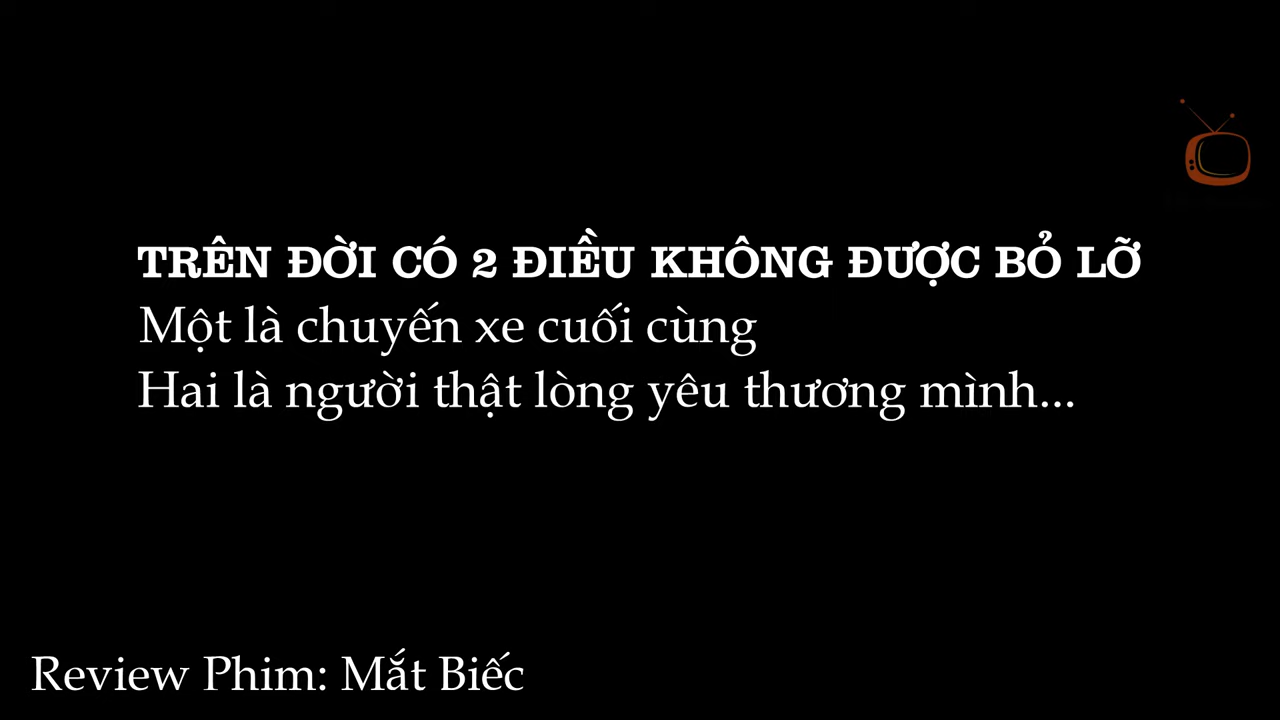 TRÊN ĐỜI CÓ 2 ĐIỀU KHÔNG ĐƯỢC BỎ LỠ
Một là chuyến xe cuối cùng
Hai là người thật lòng yêu thương mình...
Review Phim: Mắt Biếc